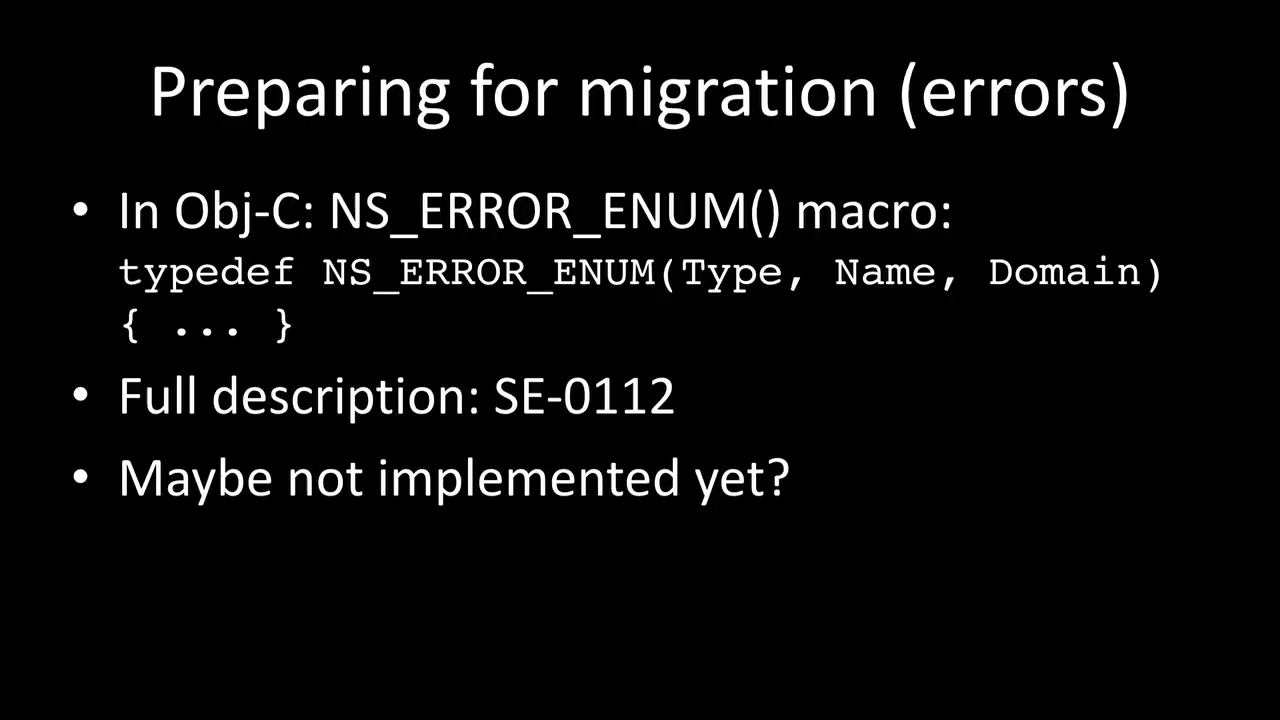 Preparing for migration (errors)
• In Obj-C: NS_ERROR_ENUM() macro:
typedef NS_ERROR_ENUM(Type, Name, Domain)
{ ... }
• Full description: SE-0112
• Maybe not implemented yet?